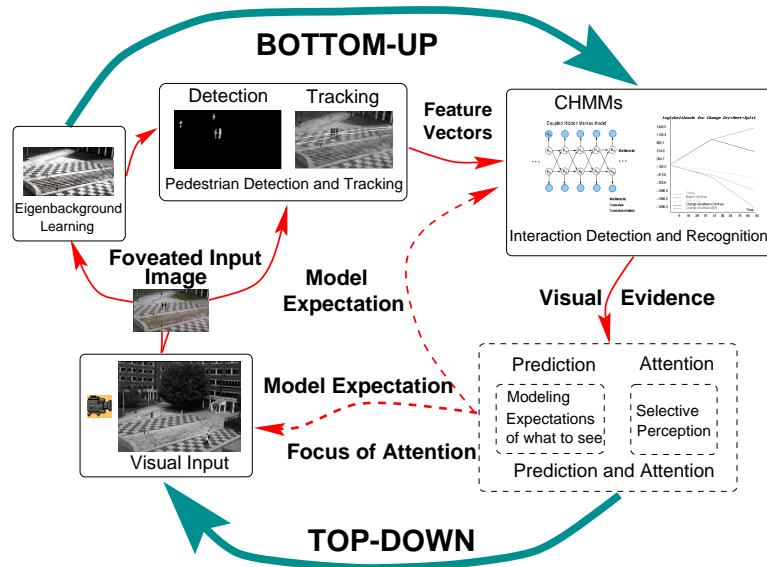 BOTTOM-UP
Detection
Tracking
Pedestrian Detection and Tracking
Feature
Vectors
CHMMs
Coupled Hidden Markov Model
Interaction Detection and Recognition
Eigenbackground
Learning
Foveated Input
Image
Model
Expectation
Visual Evidence
Prediction
Attention
Modeling
Expectations
of what to see
Selective
Perception
Prediction and Attention
Model Expectation
Focus of Attention
Visual Input
TOP-DOWN